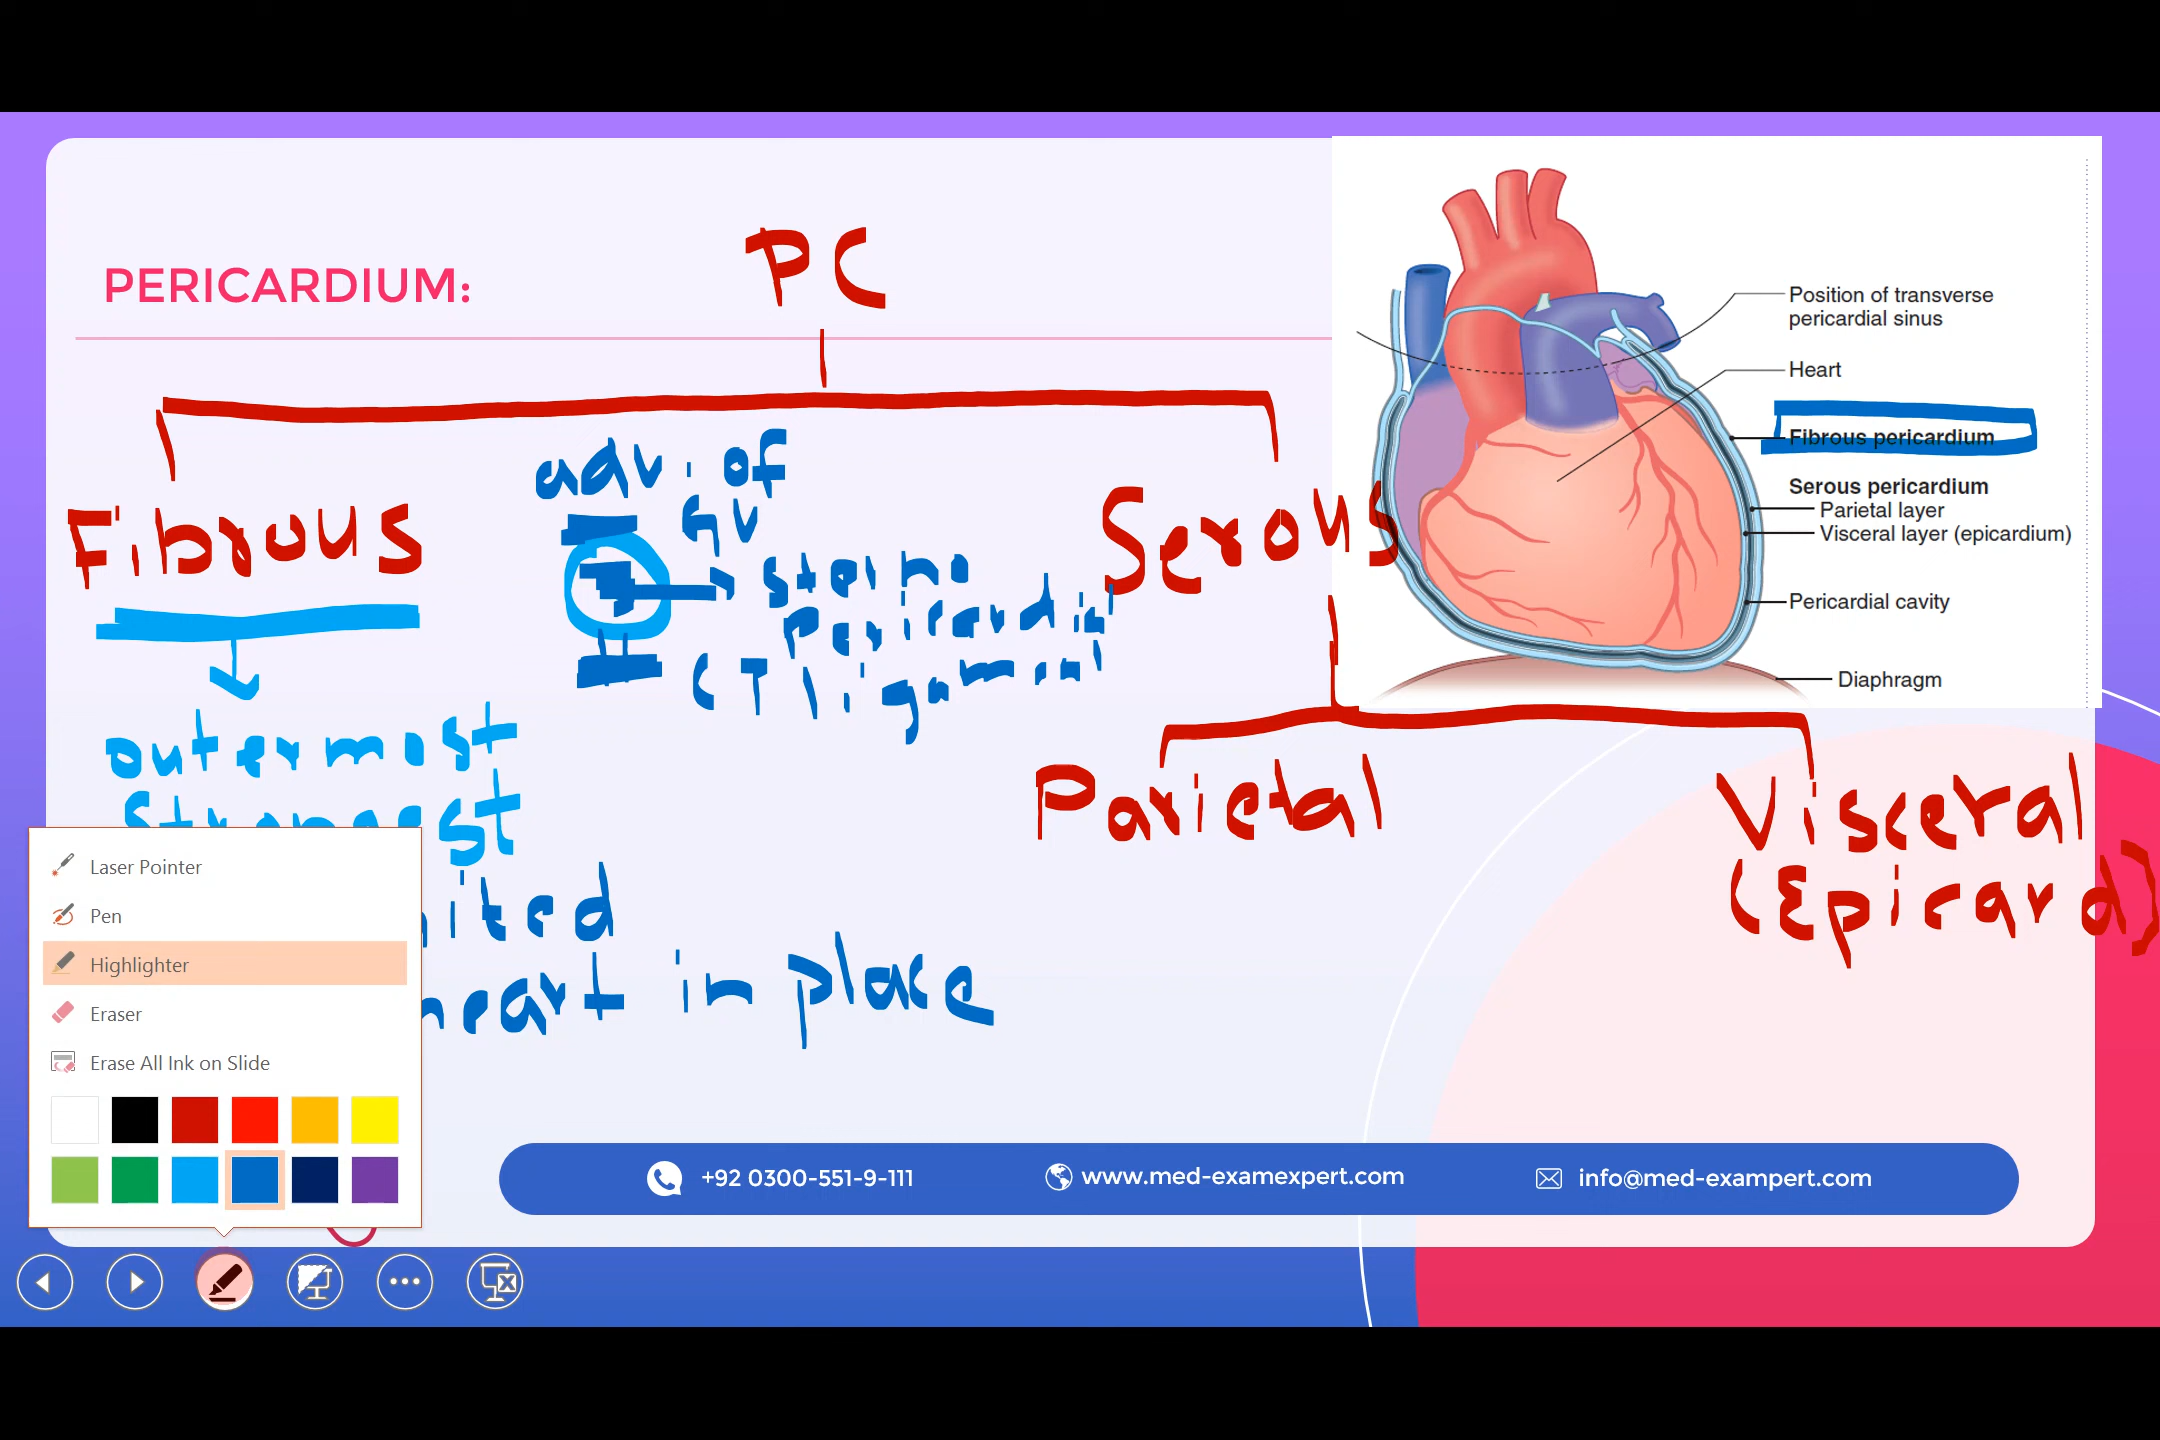 PERICARDIUM:
PC
Fibrous
Serous
adv. of
GV
sterno
Pericardial
CT ligament
outermost
heart in place
Parietal
Visceral
(Epicard)
Position of transverse
pericardial sinus
Heart
Fibrous pericardium
Serous pericardium
Parietal layer
Visceral layer (epicardium)
Pericardial cavity
Diaphragm
Laser Pointer
Pen
Highlighter
Eraser
Erase All Ink on Slide
+92 0300-551-9-111
www.med-examexpert.com
info@med-exampert.com